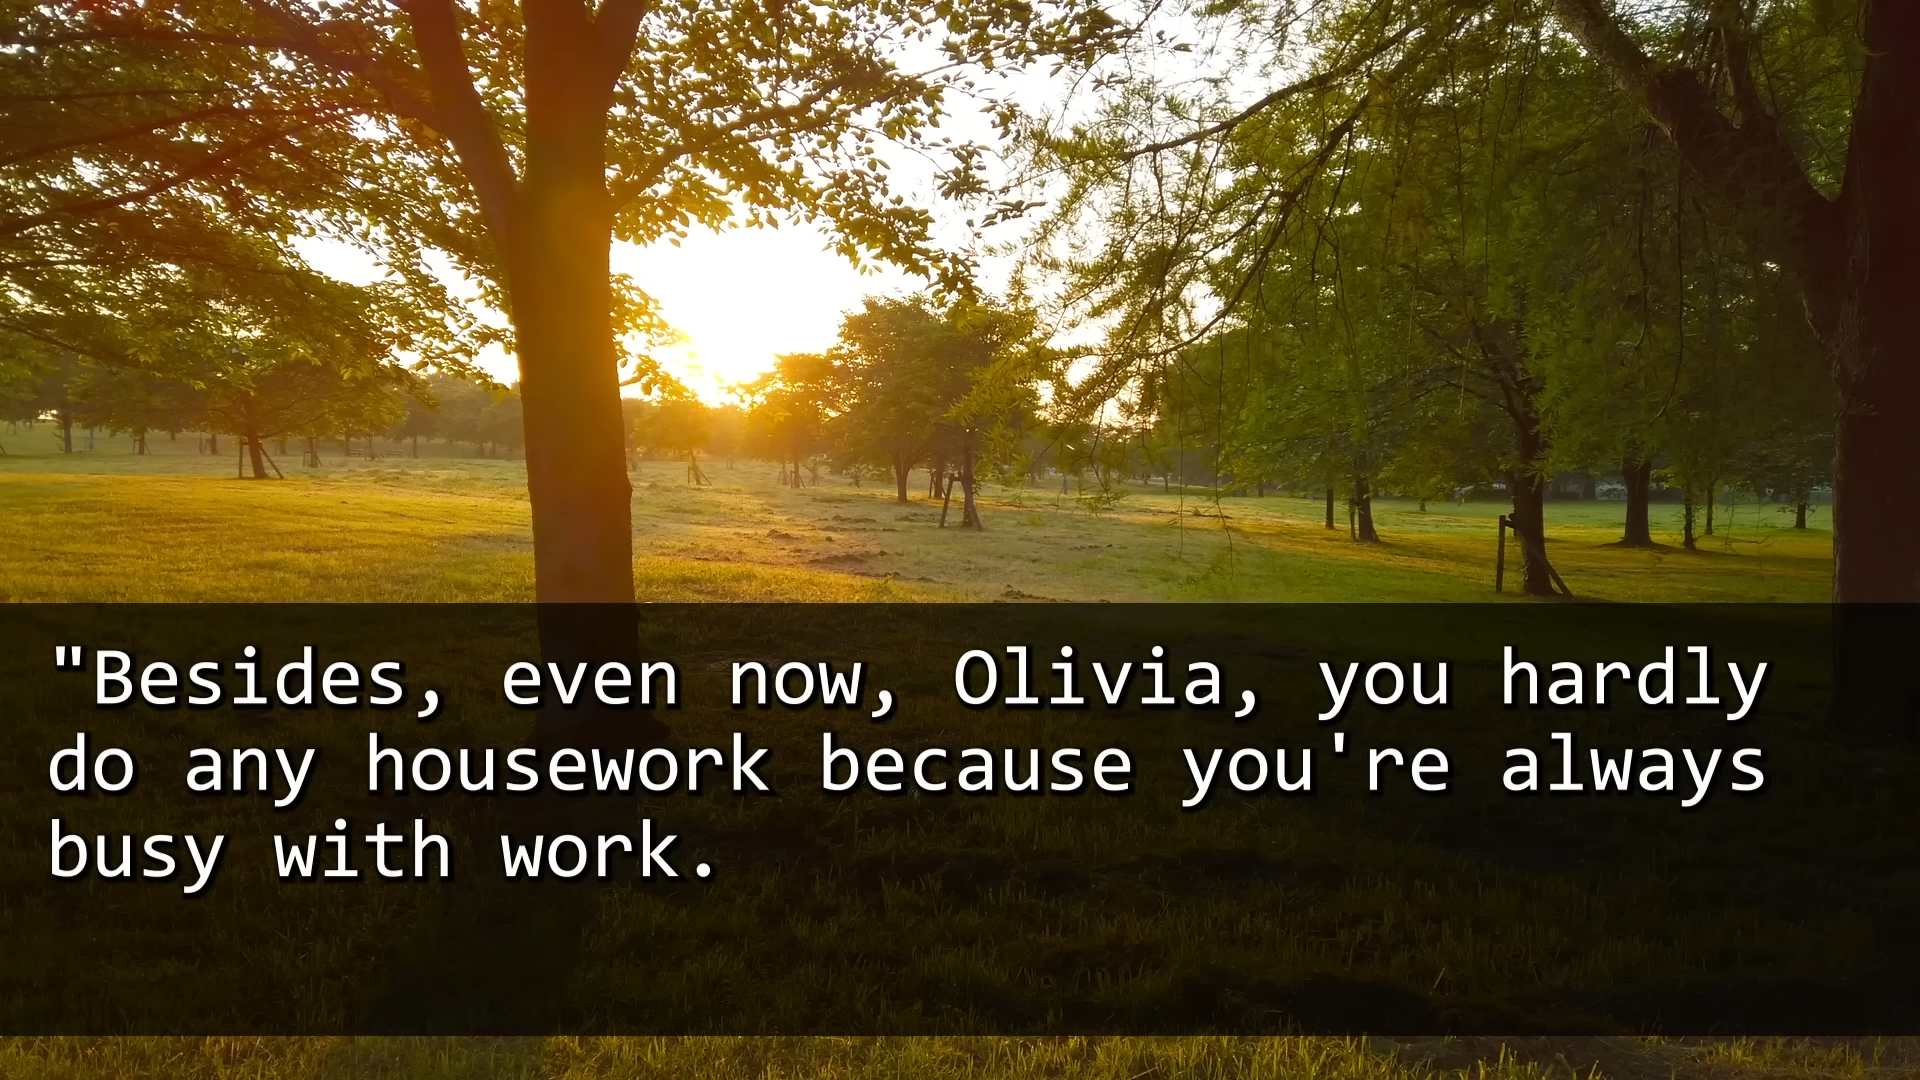 "Besides, even now, Olivia, you hardly
do any housework because you're always
busy with work.